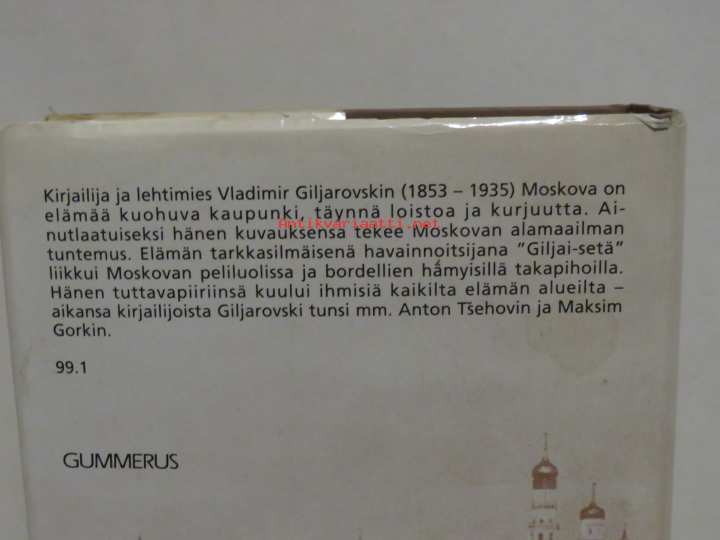 Kirjailija ja lehtimies Vladimir Giljarovskin (1853 – 1935) Moskova on
elämää kuohuva kaupunki, täynnä loistoa ja kurjuutta. Ai-
Antikvariaatti.net
nutlaatuiseksi hänen kuvauksensa tekee Moskovan alamaailman
tuntemus. Elämän tarkkasilmäisenä havainnoitsijana "Giljai-setä"
liikkui Moskovan peliluolissa ja bordellien hämyisillä takapihoilla.
Hänen tuttavapiiriinsä kuului ihmisiä kaikilta elämän alueilta –
aikansa kirjailijoista Giljarovski tunsi mm. Anton Tšehovin ja Maksim
Gorkin.
99.1
GUMMERUS